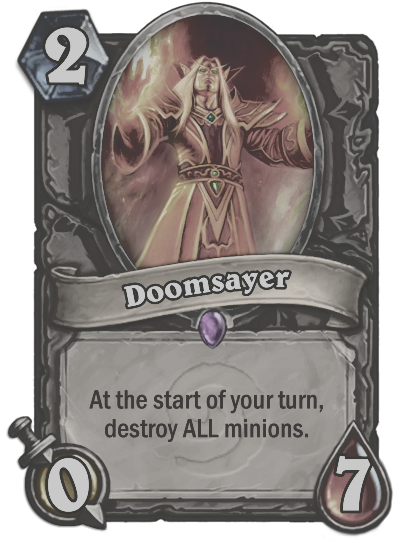 2
Doomsayer
At the start of your turn,
destroy ALL minions.
0
7